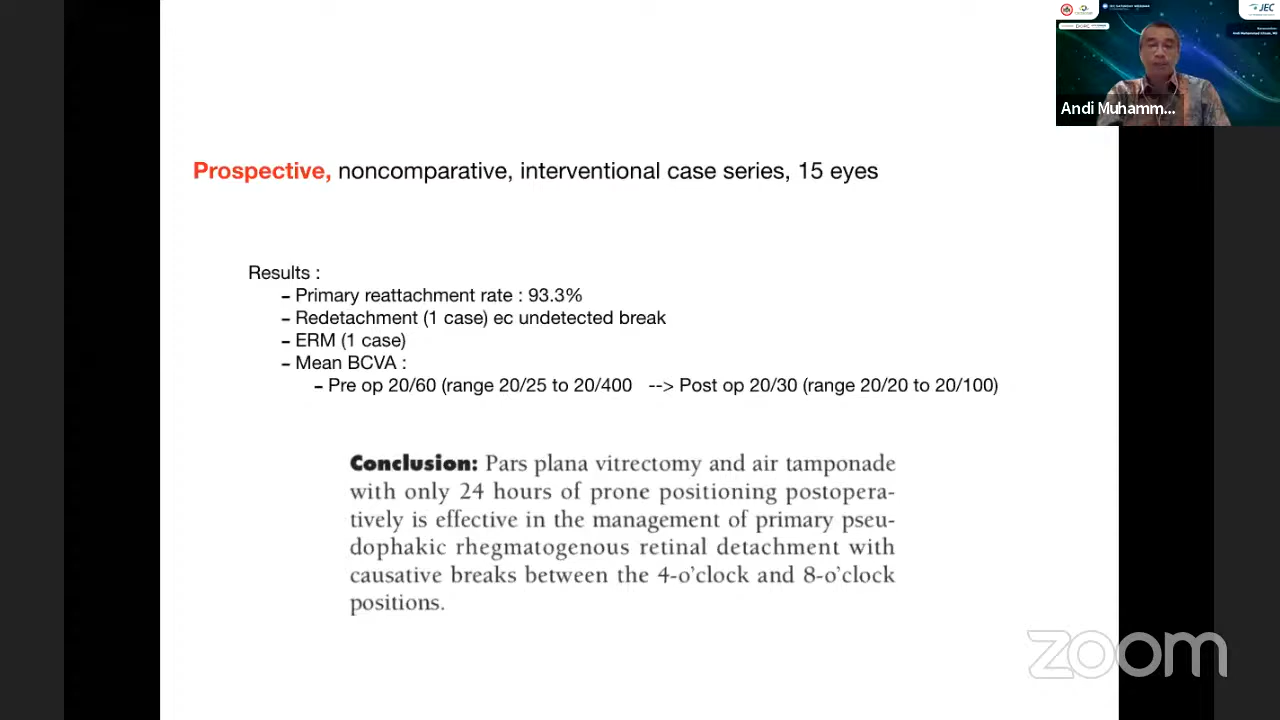 JEC
Andi Muhamm...
Prospective, noncomparative, interventional case series, 15 eyes
Results :
– Primary reattachment rate : 93.3%
– Redetachment (1 case) ec undetected break
– ERM (1 case)
– Mean BCVA :
– Pre op 20/60 (range 20/25 to 20/400 --> Post op 20/30 (range 20/20 to 20/100)
Conclusion: Pars plana vitrectomy and air tamponade
with only 24 hours of prone positioning postopera-
tively is effective in the management of primary pseu-
dophakic rhegmatogenous retinal detachment with
causative breaks between the 4-o'clock and 8-o'clock
positions.
zoom